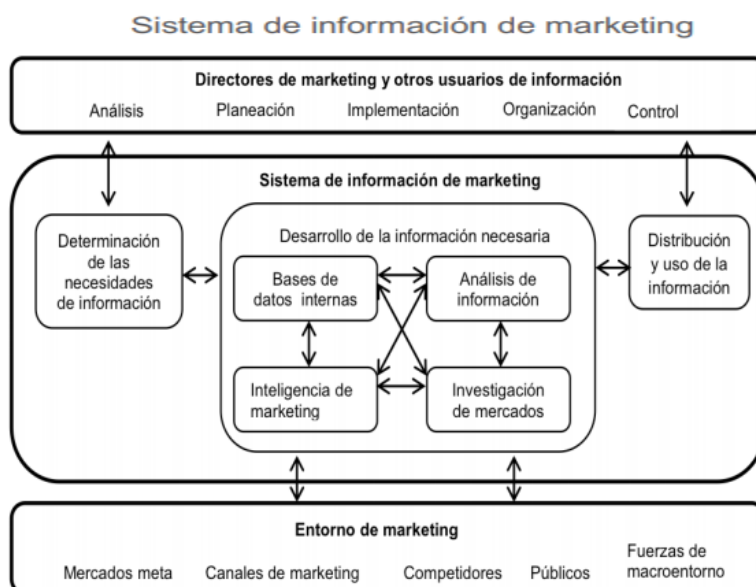 Sistema de información de marketing
Directores de marketing y otros usuarios de información
Análisis Planeación Implementación Organización Control
Sistema de información de marketing
Determinación
de las
necesidades
de información
Desarrollo de la información necesaria
Bases de
datos internas
Análisis de
información
Inteligencia de
marketing
Investigación
de mercados
Distribución
y uso de la
información
Entorno de marketing
Mercados meta Canales de marketing Competidores Públicos Fuerzas de
macroentorno